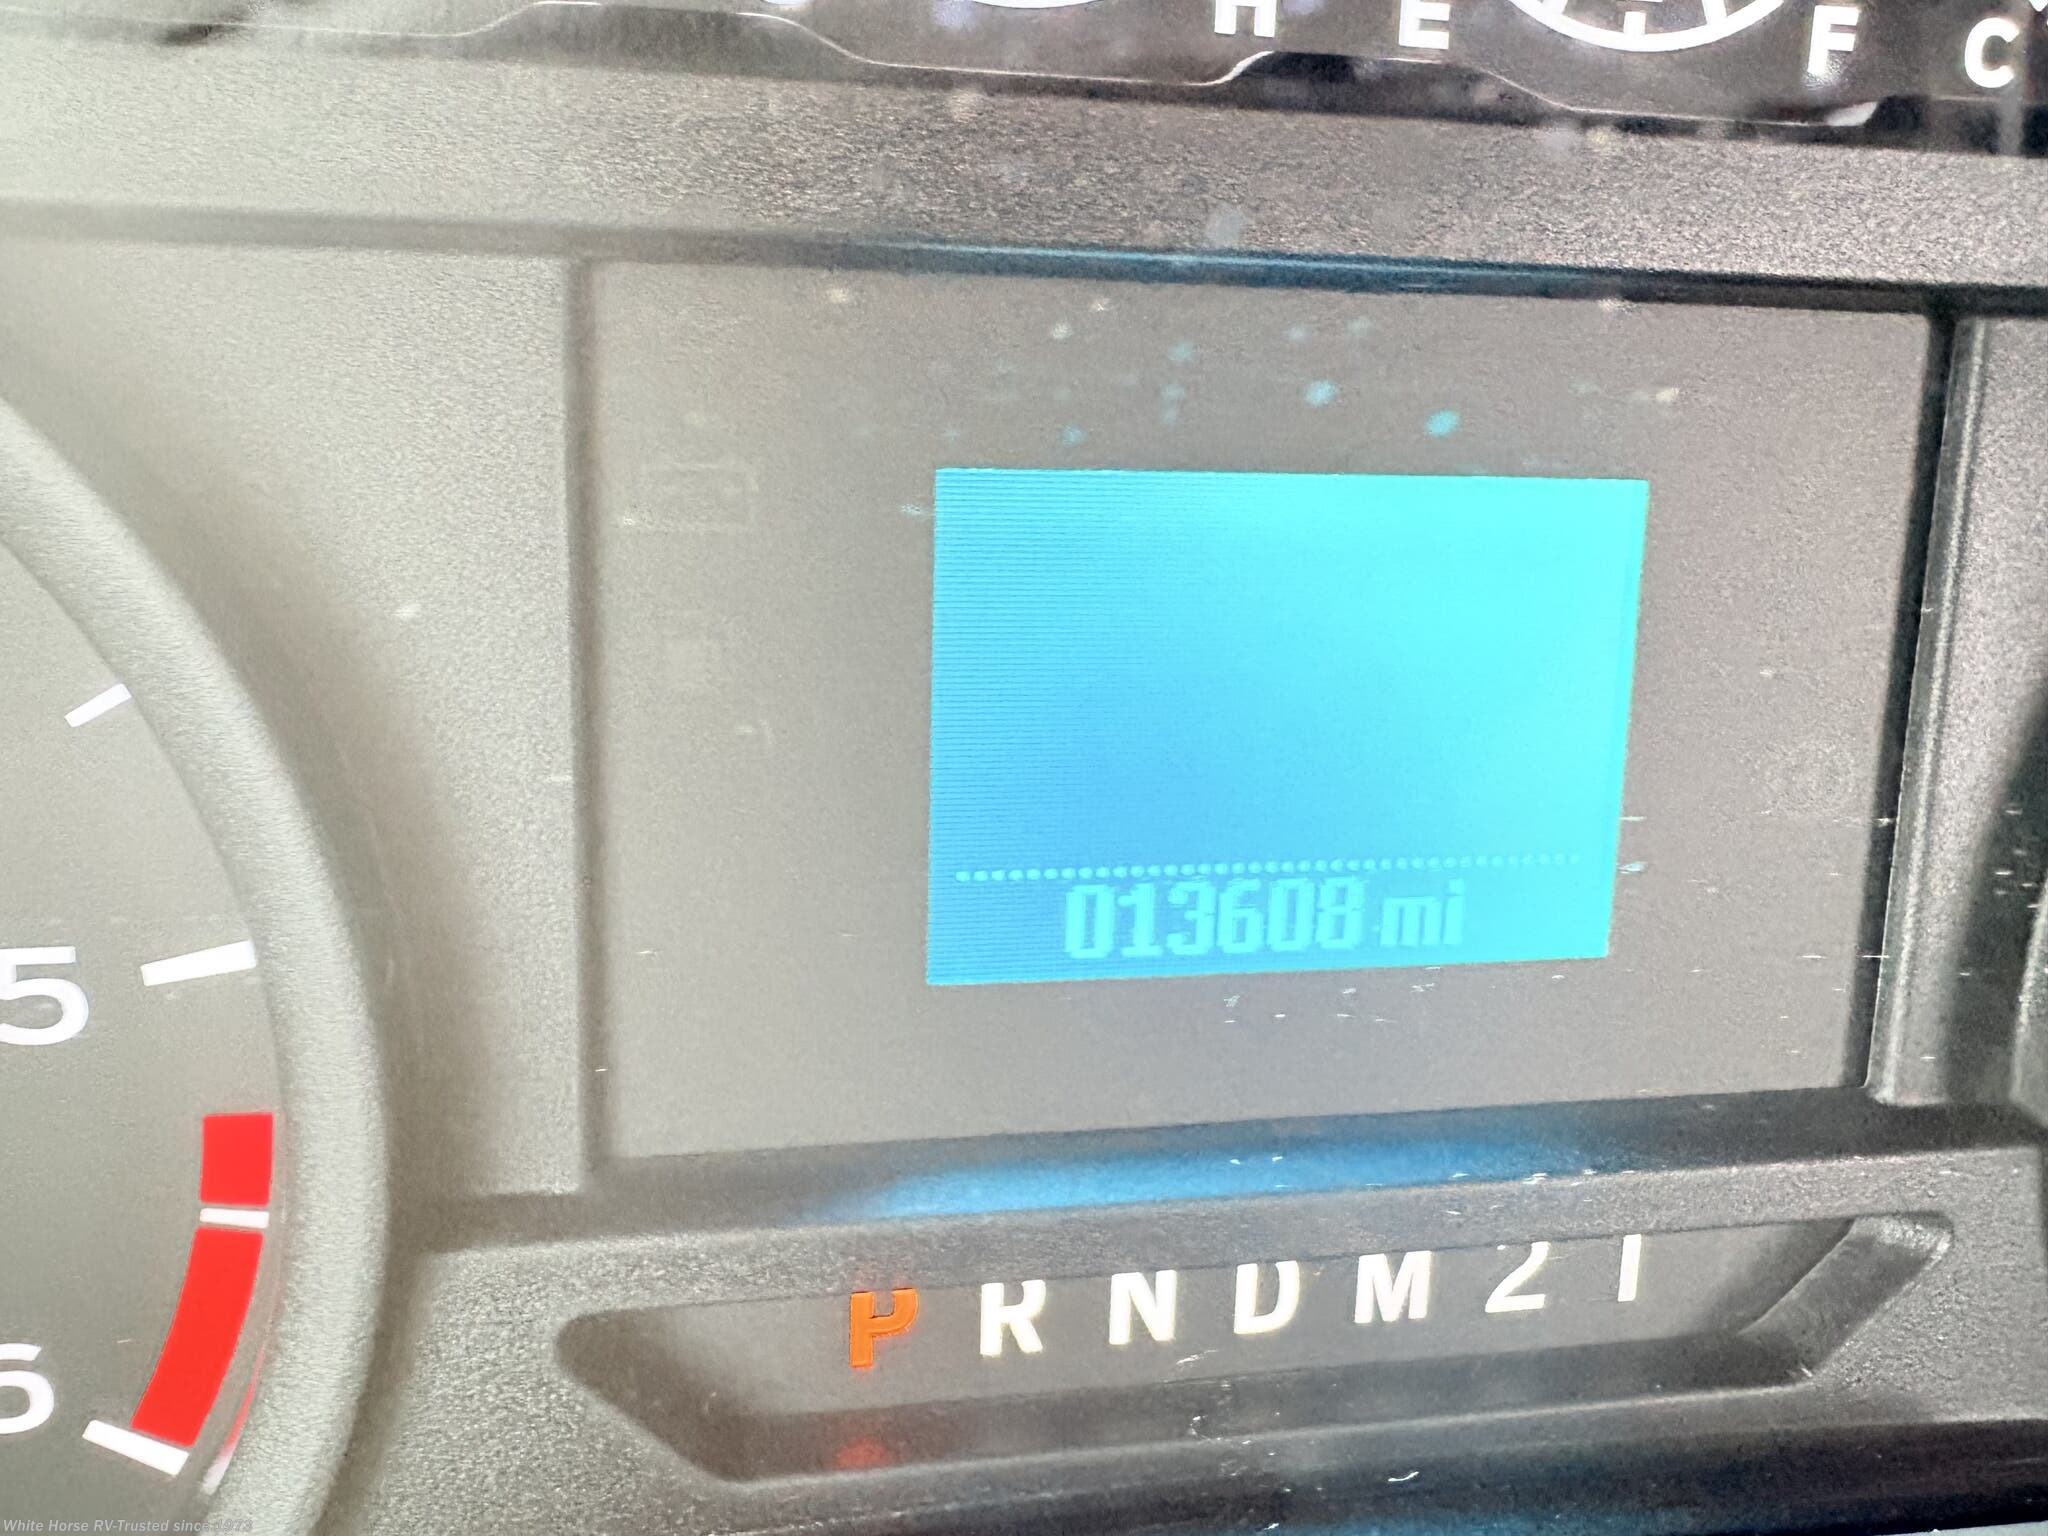 H E F C
013608 mi
5
P R N D M 2 1
6
White Horse RV-Trusted since 1973